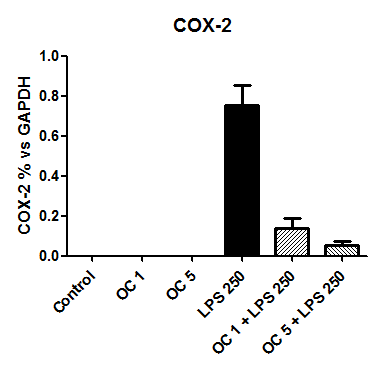 COX-2
COX-2 % vs GAPDH
1.0
0.8
0.6
0.4
0.2
0.0
Control
OC 1
OC 5
LPS 250
OC 1 + LPS 250
OC 5 + LPS 250